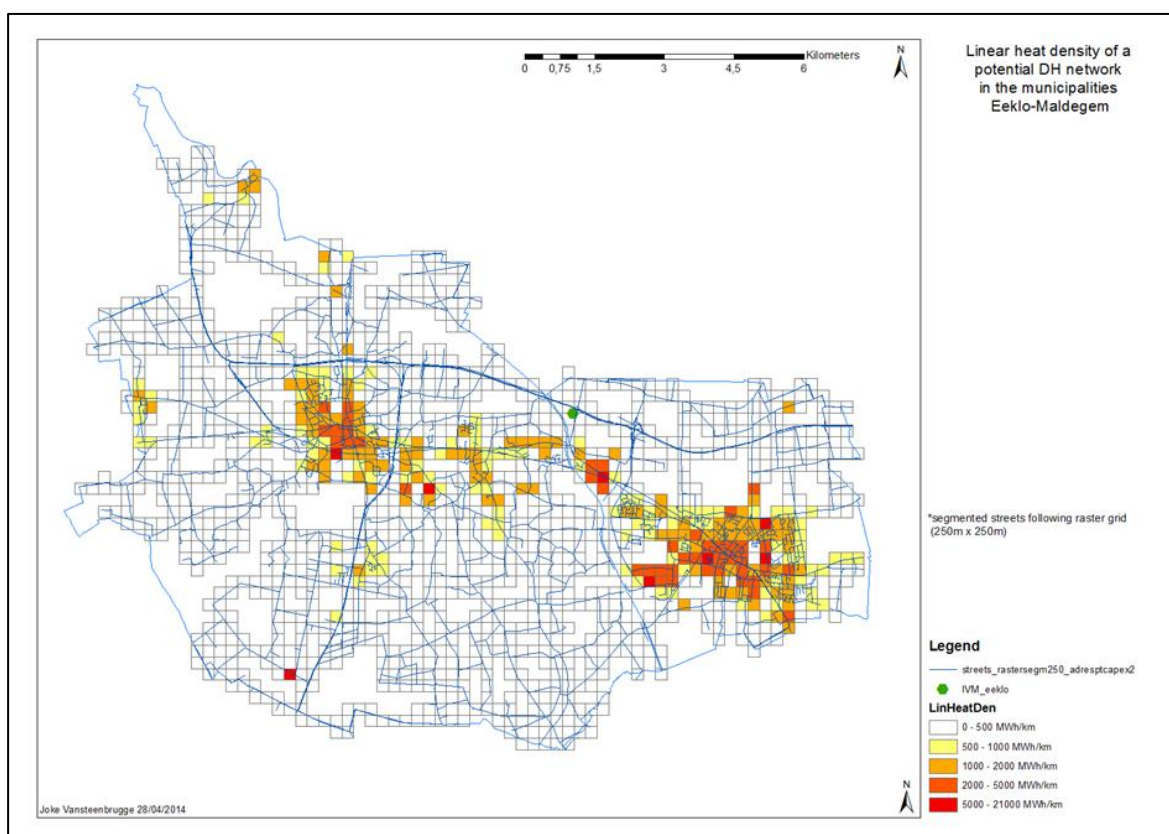 Kilometers
0 0,75 1,5 3 4,5 6
N
Linear heat density of a
potential DH network
in the municipalities
Eeklo-Maldegem
*segmented streets following raster grid
(250m x 250m)
Legend
streets_rastersegm250_adresptcapex2
IVM_eeklo
LinHeatDen
0 - 500 MWh/km
500 - 1000 MWh/km
1000 - 2000 MWh/km
2000 - 5000 MWh/km
5000 - 21000 MWh/km
N
Joke Vansteenbrugge 28/04/2014